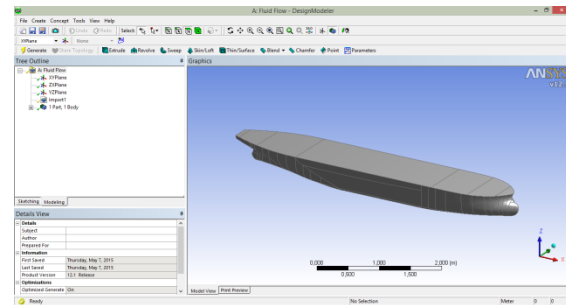 A: Fluid Flow - DesignModeler
File Create Concept Tools View Help
Undo Redo Select:
XYPlane None
Generate Share Topology Extrude Revolve Sweep Skin/Loft Thin/Surface Blend Chamfer Point Parameters
Tree Outline
A: Fluid Flow
XYPlane
ZXPlane
YZPlane
Import1
1 Part, 1 Body
Sketching Modeling
Details View
Details
Subject
Author
Prepared For
Information
First Saved Thursday, May 7, 2015
Last Saved Thursday, May 7, 2015
Product Version 12.1 Release
Optimizations
Optimized Generate On
Graphics
ANSYS
0,000 1,000 2,000 (m)
0,500 1,500
Z
X
Model View Print Preview
Ready No Selection Meter 0 0